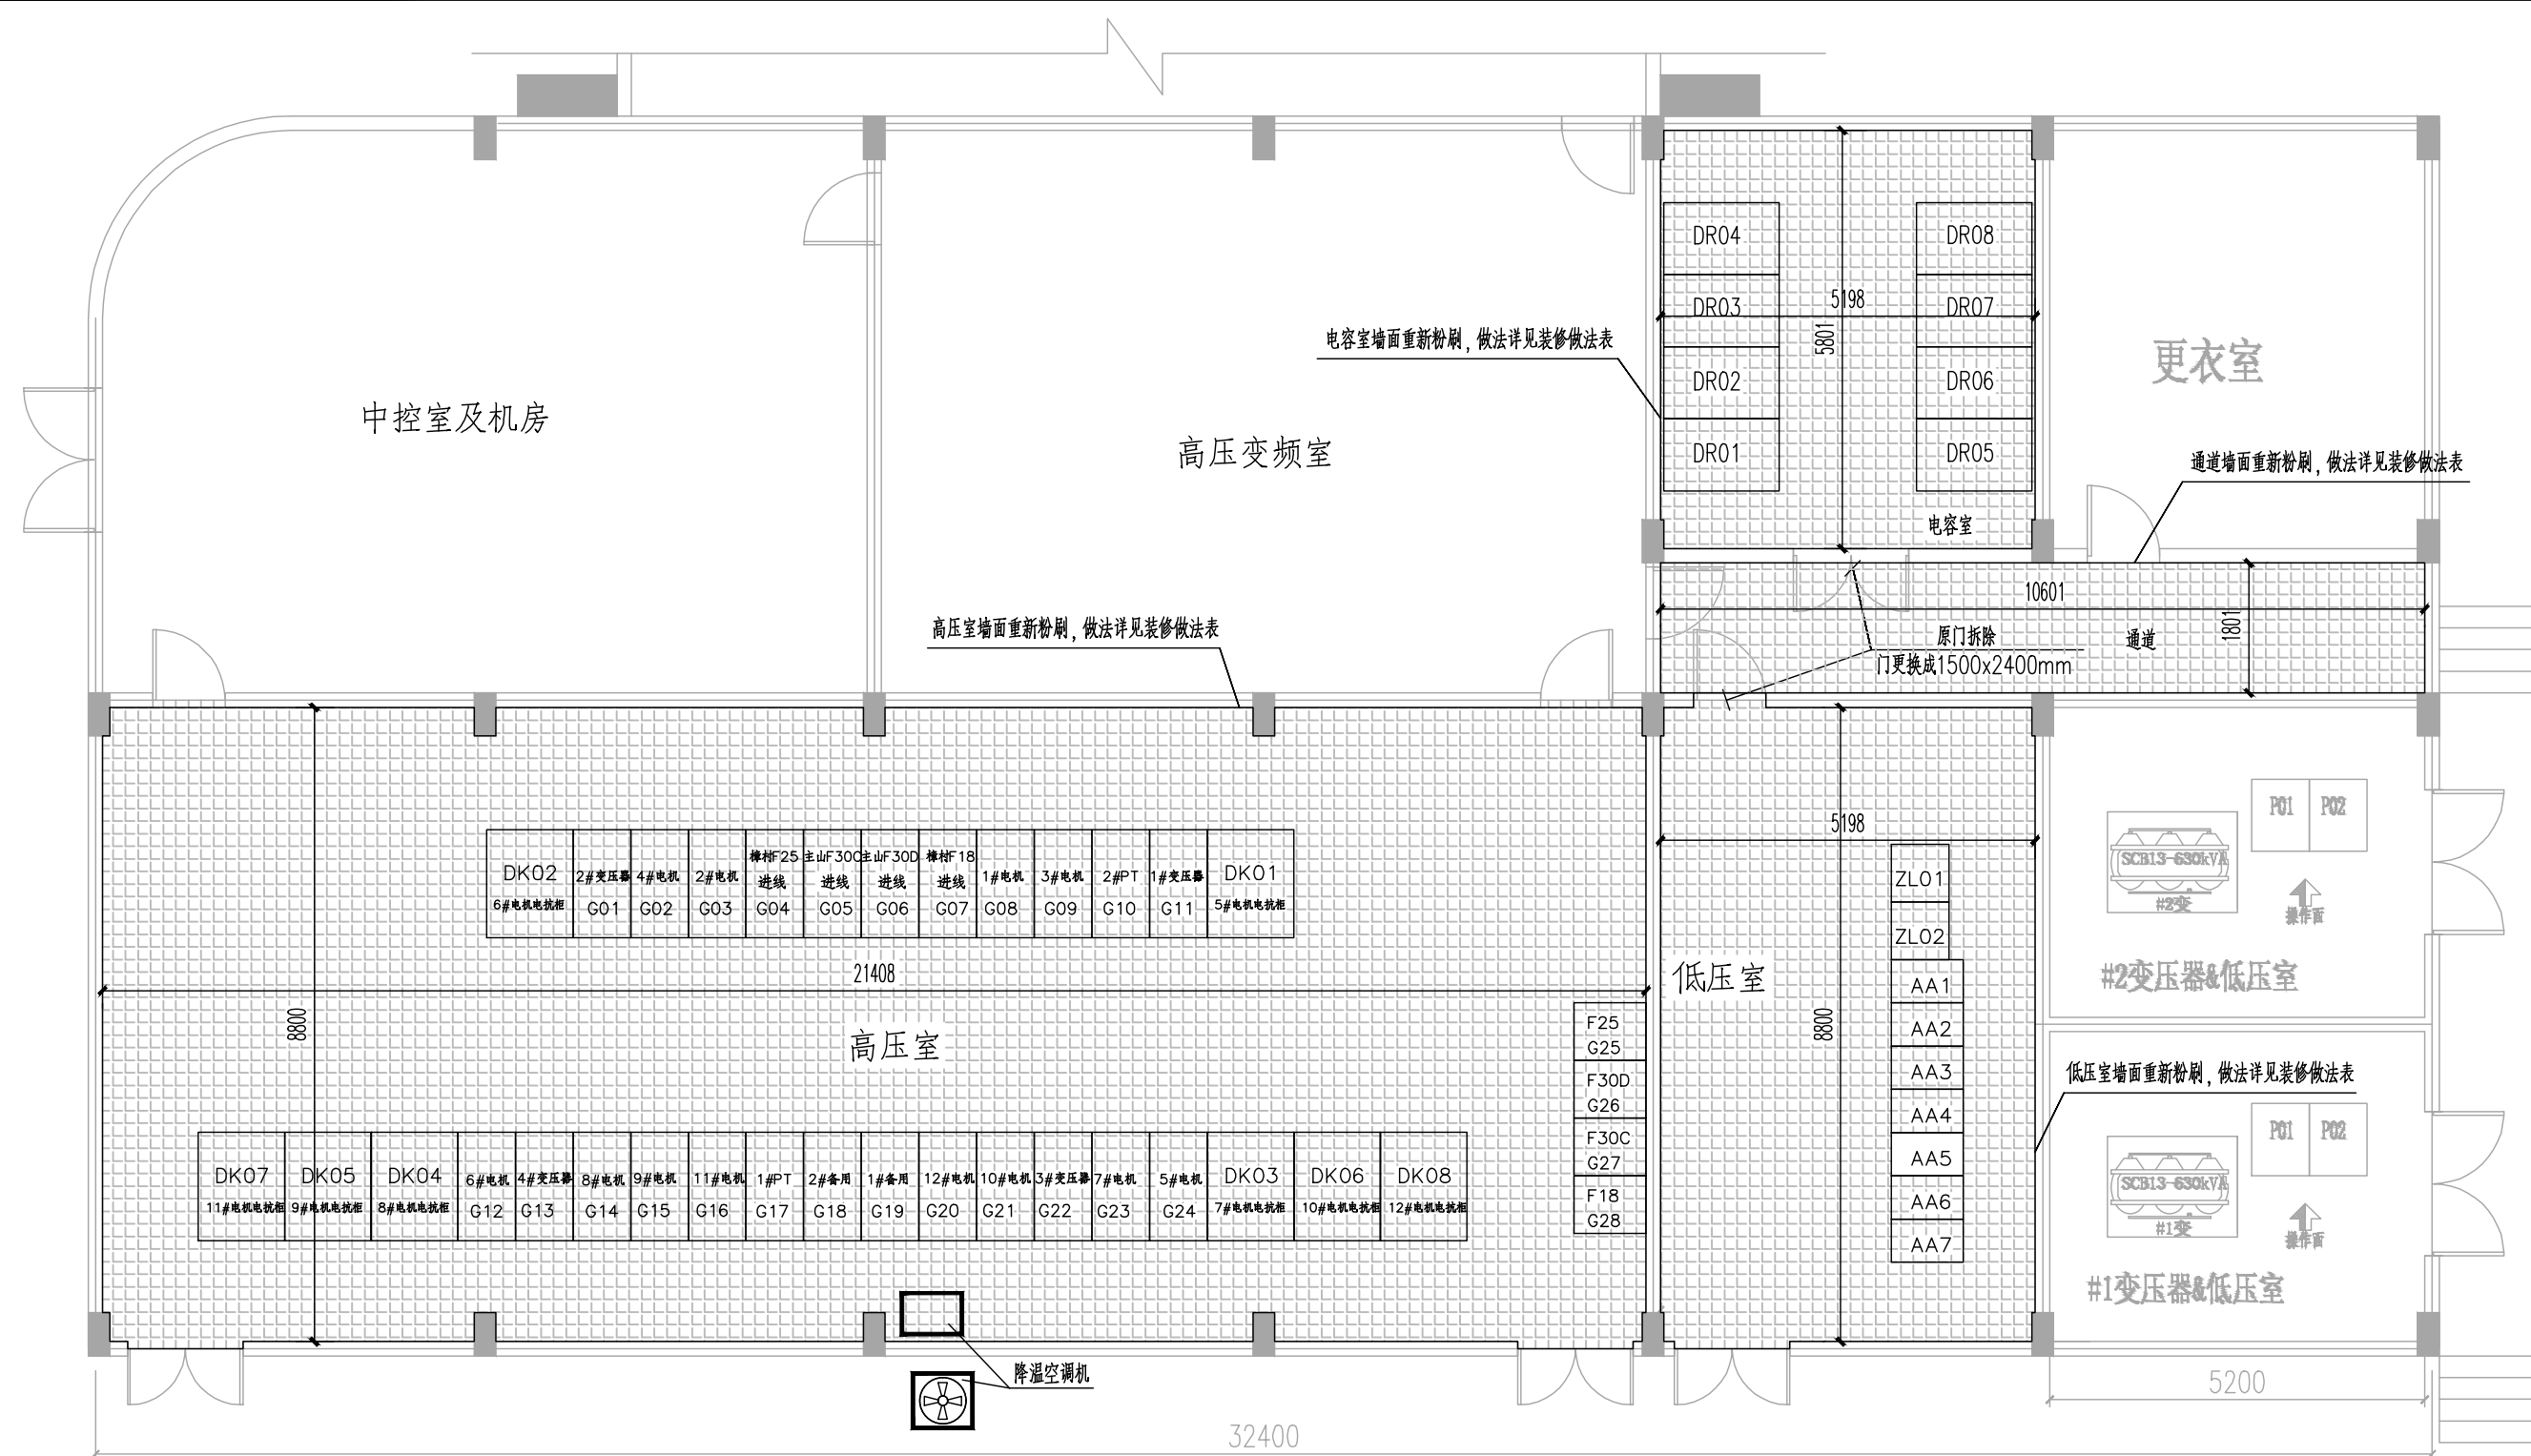 DR04
DR08
DR03
5198
DR07
5801
电容室墙面重新粉刷，做法详见装修做法表
DR02
DR06
更衣室
中控室及机房
高压变频室
DR01
DR05
通道墙面重新粉刷，做法详见装修做法表
电容室
10601
高压室墙面重新粉刷，做法详见装修做法表
1801
原门拆除
通道
门更换成1500x2400mm
P01 P02
5198
SCB13-630kVA
#2变
操作面
樟村F25 主山F30C 主山F30D 樟村F18
DK02 2#变压器 4#电机 2#电机 进线 进线 进线 进线 1#电机 3#电机 2#PT 1#变压器 DK01
6#电机电抗柜 G01 G02 G03 G04 G05 G06 G07 G08 G09 G10 G11 5#电机电抗柜
ZL01
ZL02
21408
低压室
AA1
#2变压器&低压室
8800
高压室
F25
G25
8800
AA2
AA3
低压室墙面重新粉刷，做法详见装修做法表
F30D
G26
AA4
F30C
G27
AA5
P01 P02
F18
G28
AA6
AA7
SCB13-630kVA
#1变
操作面
DK07 DK05 DK04 6#电机 4#变压器 8#电机 9#电机 11#电机 1#PT 2#备用 1#备用 12#电机 10#电机 3#变压器 7#电机 5#电机 DK03 DK06 DK08
11#电机电抗柜 9#电机电抗柜 8#电机电抗柜 G12 G13 G14 G15 G16 G17 G18 G19 G20 G21 G22 G23 G24 7#电机电抗柜 10#电机电抗柜 12#电机电抗柜
#1变压器&低压室
降温空调机
5200
32400